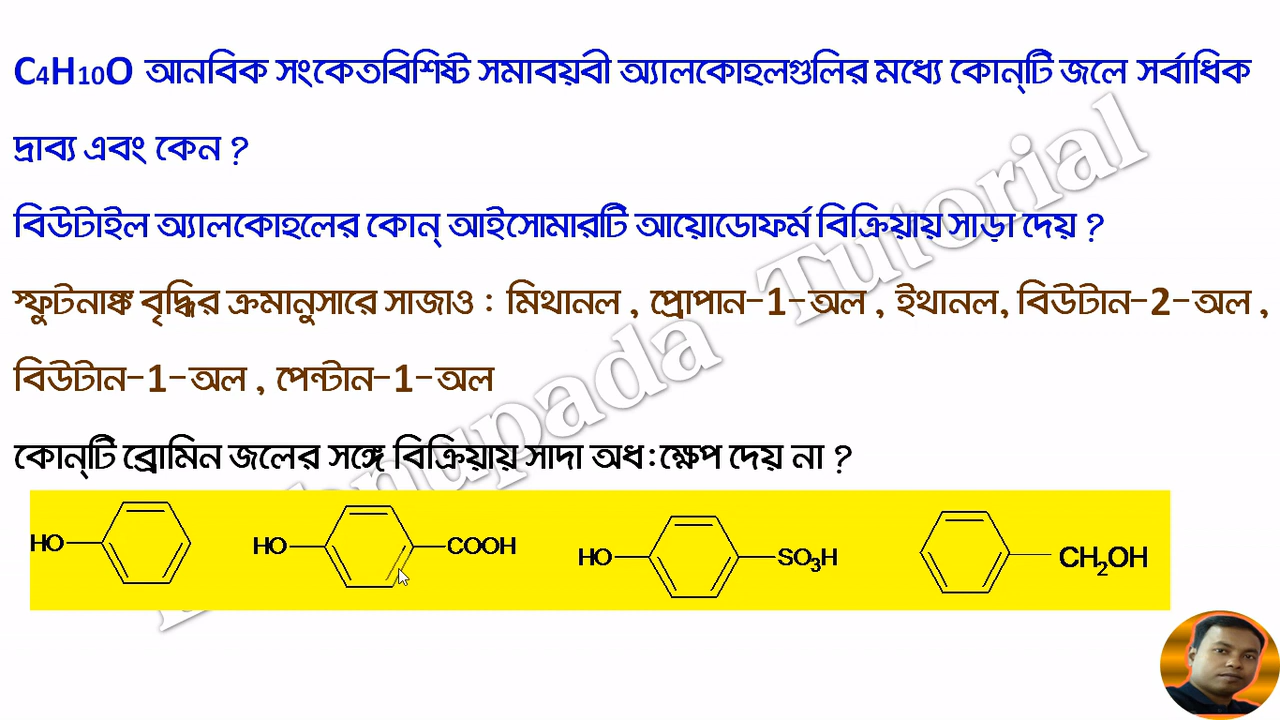 C4H10O আনবিক সংকেতবিশিষ্ট সমাবয়বী অ্যালকোহলগুলির মধ্যে কোন্‌টি জলে সর্বাধিক
দ্রাব্য এবং কেন ?
বিউটাইল অ্যালকোহলের কোন্‌ আইসোমারটি আয়োডোফর্ম বিক্রিয়ায় সাড়া দেয় ?
স্ফুটনাঙ্ক বৃদ্ধির ক্রমানুসারে সাজাও : মিথানল , প্রোপান-1-অল , ইথানল, বিউটান-2-অল ,
বিউটান-1-অল , পেন্টান-1-অল
কোন্‌টি ব্রোমিন জলের সঙ্গে বিক্রিয়ায় সাদা অধ:ক্ষেপ দেয় না ?
HO HO COOH HO SO3H CH2OH
Tutorial